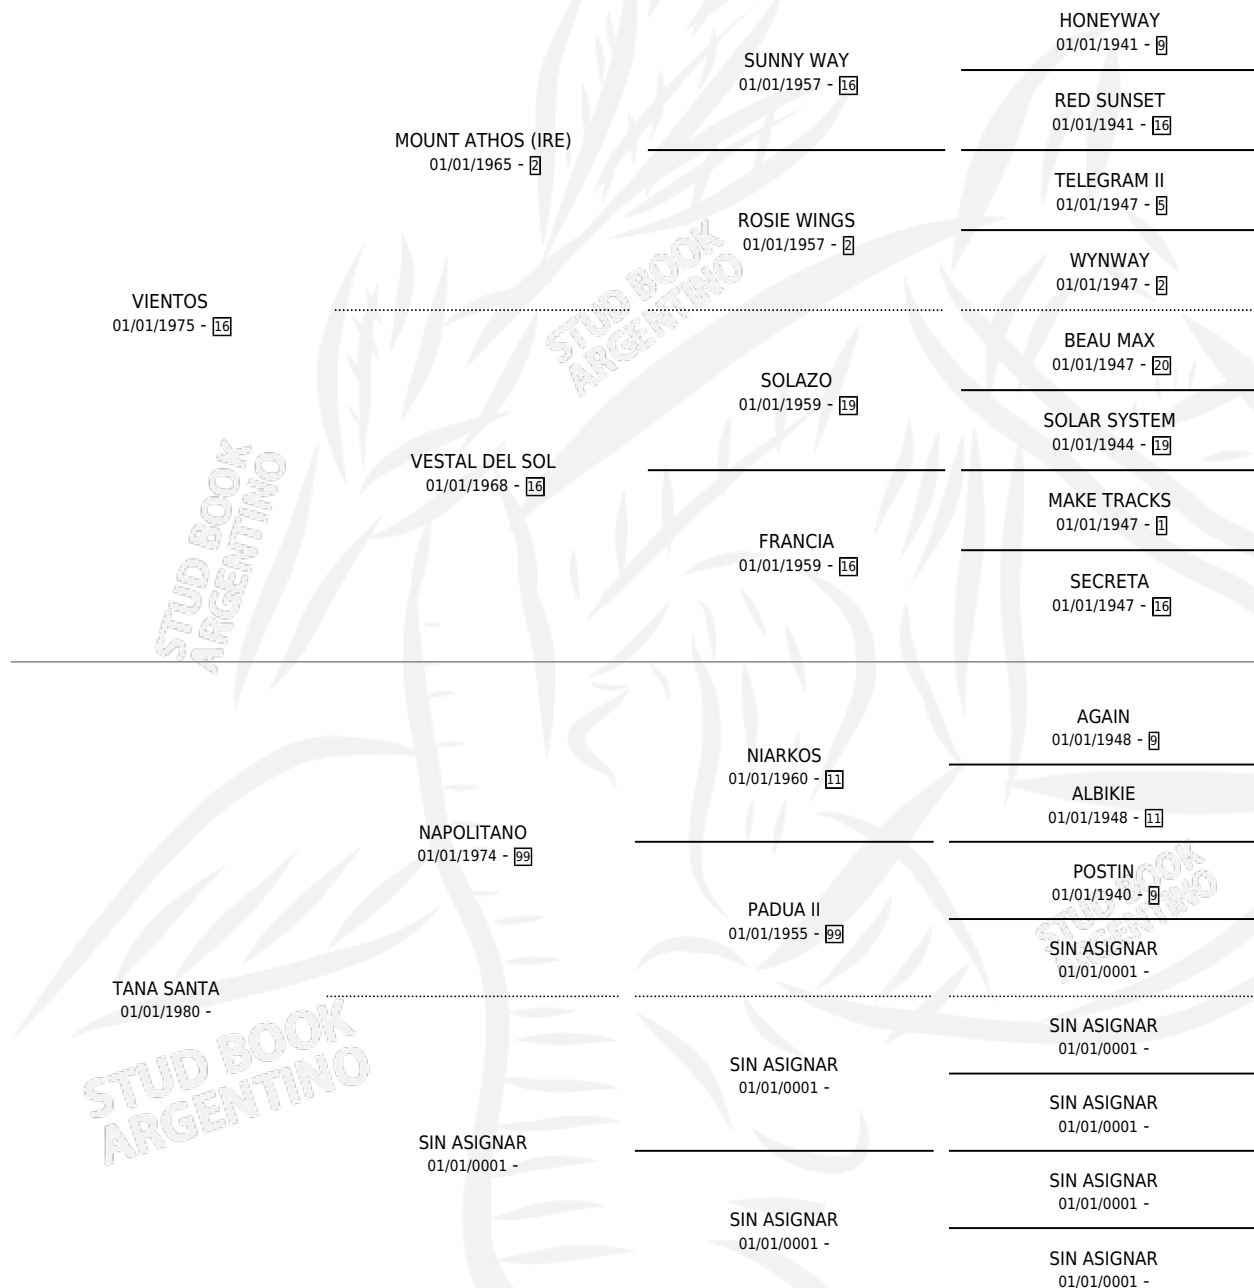 HONEYWAY
01/01/1941 - 9
SUNNY WAY
01/01/1957 - 16
RED SUNSET
01/01/1941 - 16
MOUNT ATHOS (IRE)
01/01/1965 - 2
TELEGRAM II
01/01/1947 - 5
ROSIE WINGS
01/01/1957 - 2
WYNWAY
01/01/1947 - 2
VIENTOS
01/01/1975 - 16
BEAU MAX
01/01/1947 - 20
SOLAZO
01/01/1959 - 19
SOLAR SYSTEM
01/01/1944 - 19
VESTAL DEL SOL
01/01/1968 - 16
MAKE TRACKS
01/01/1947 - 1
FRANCIA
01/01/1959 - 16
SECRETA
01/01/1947 - 16
STUD BOOK
ARGENTINO
STUD BOOK
ARGENTINO
AGAIN
01/01/1948 - 9
NIARKOS
01/01/1960 - 11
ALBIKIE
01/01/1948 - 11
NAPOLITANO
01/01/1974 - 99
POSTIN
01/01/1940 - 9
PADUA II
01/01/1955 - 99
SIN ASIGNAR
01/01/0001 -
TANA SANTA
01/01/1980 -
SIN ASIGNAR
01/01/0001 -
SIN ASIGNAR
01/01/0001 -
SIN ASIGNAR
01/01/0001 -
SIN ASIGNAR
01/01/0001 -
SIN ASIGNAR
01/01/0001 -
SIN ASIGNAR
01/01/0001 -
SIN ASIGNAR
01/01/0001 -
STUD BOOK
ARGENTINO
STUD BOOK
ARGENTINO